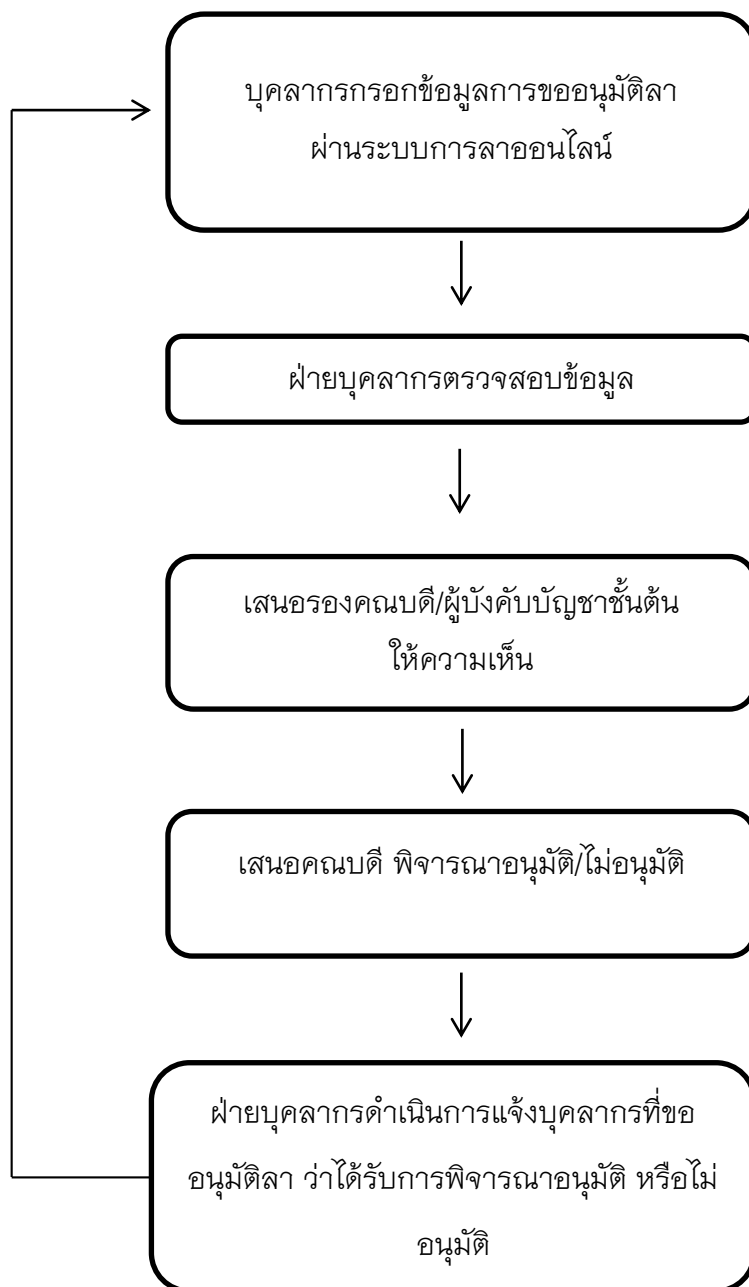 บุคลากรกรอกข้อมูลการขออนุมัติลา
ผ่านระบบการลาออนไลน์
ฝ่ายบุคลากรตรวจสอบข้อมูล
เสนอรองคณบดี/ผู้บังคับบัญชาชั้นต้น
ให้ความเห็น
เสนอคณบดี พิจารณาอนุมัติ/ไม่อนุมัติ
ฝ่ายบุคลากรดำเนินการแจ้งบุคลากรที่ขอ
อนุมัติลา ว่าได้รับการพิจารณาอนุมัติ หรือไม่
อนุมัติ